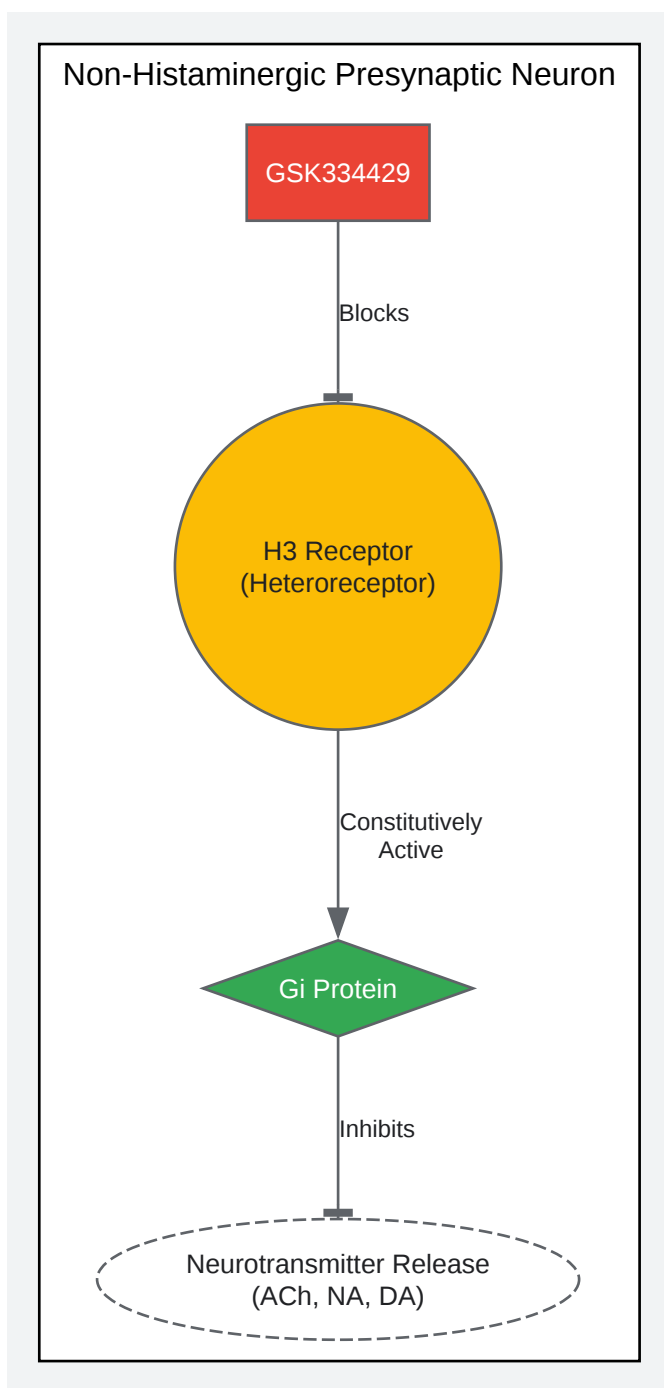 Non-Histaminergic Presynaptic Neuron
GSK334429
Blocks
H3 Receptor
(Heteroreceptor)
Constitutively
Active
Gi Protein
Inhibits
Neurotransmitter Release
(ACh, NA, DA)